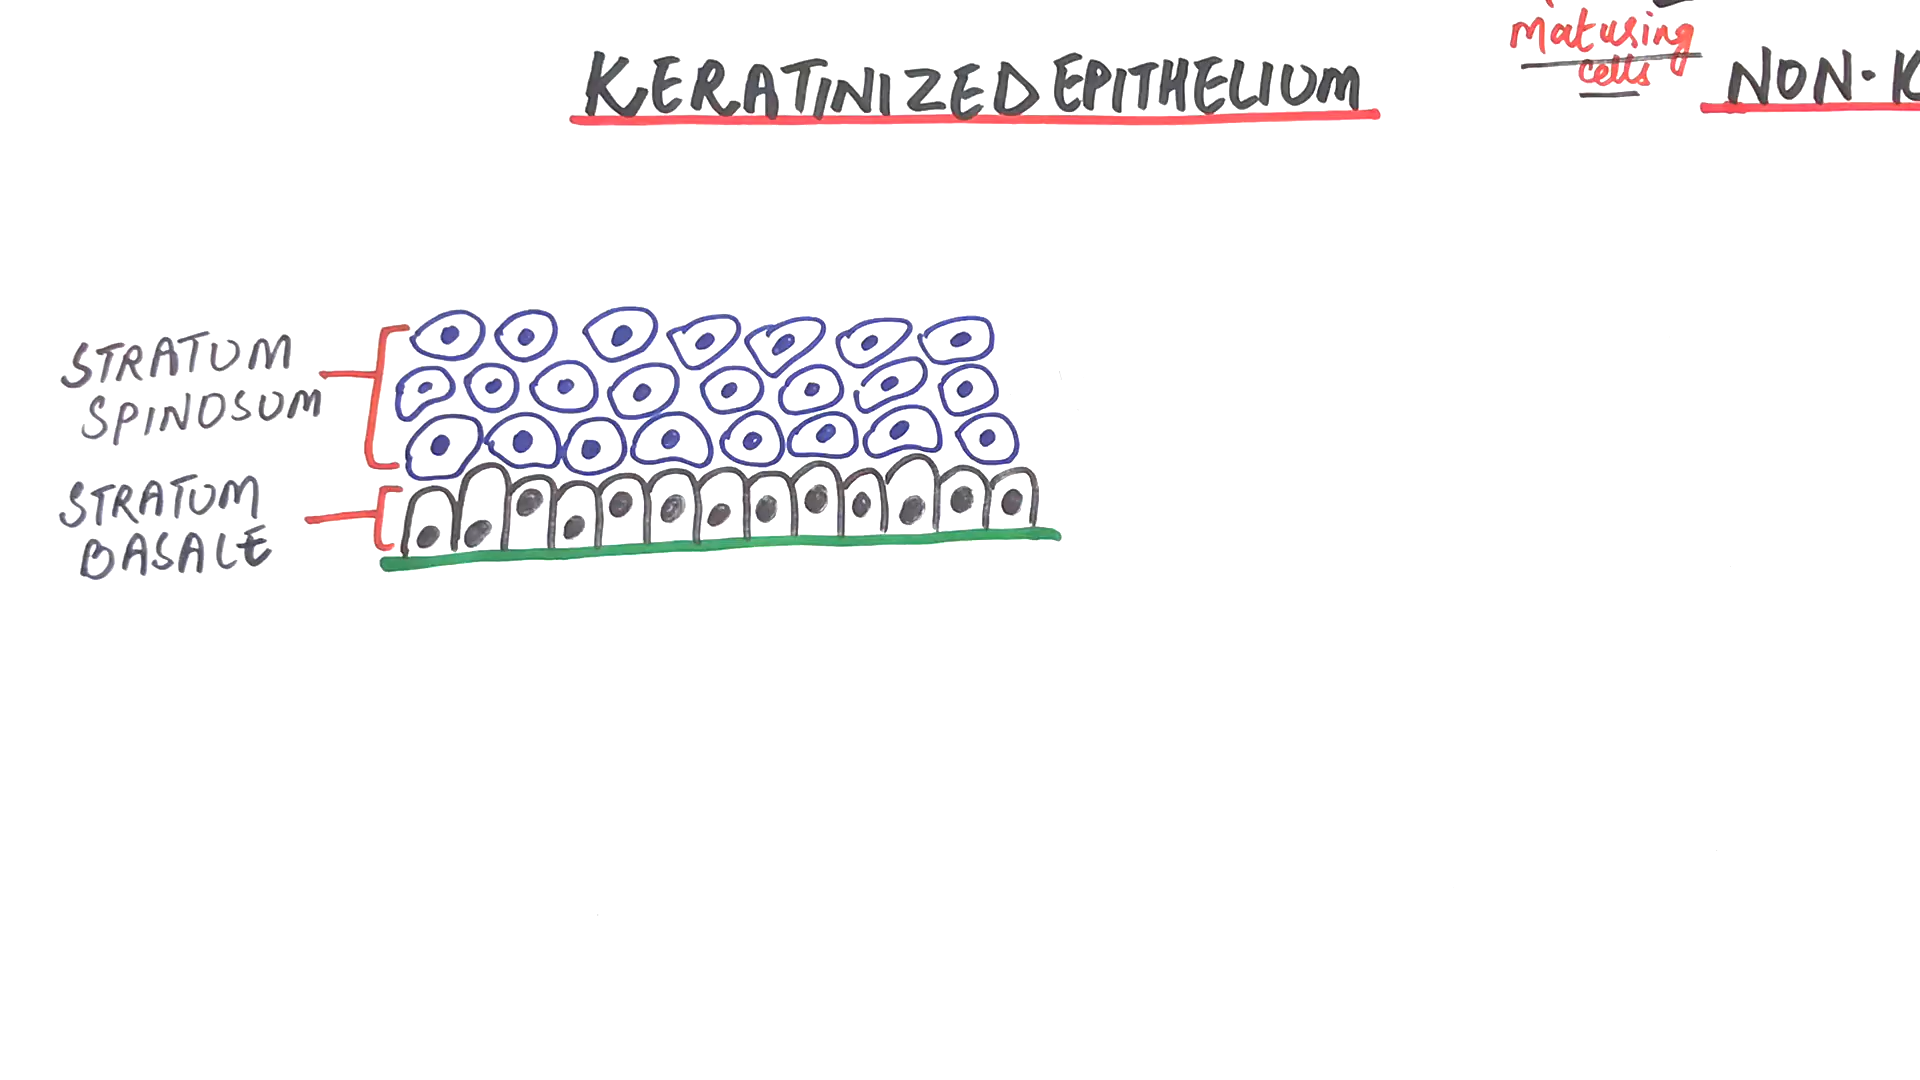 maturing
cells
KERATINIZED EPITHELIUM
NON-K
STRATUM
SPINOSUM
STRATUM
BASALE